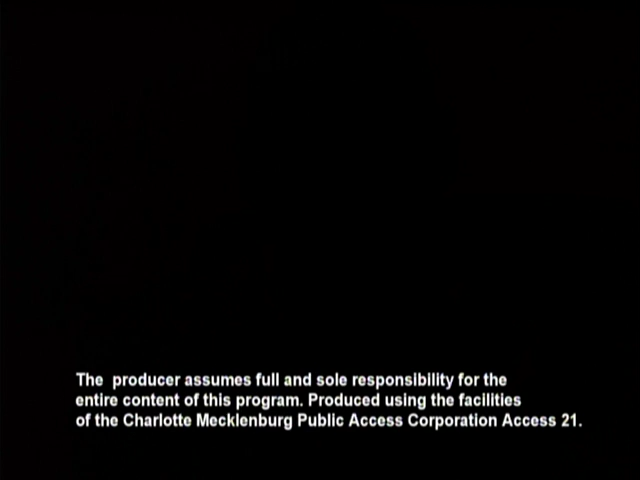 The  producer assumes full and sole responsibility for the
entire content of this program. Produced using the facilities
of the Charlotte Mecklenburg Public Access Corporation Access 21.